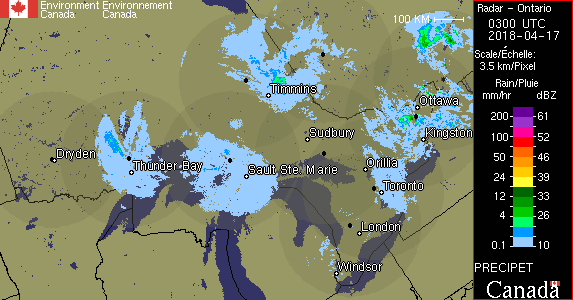 Environment Environnement
Canada Canada
100 KM
Timmins
Ottawa
Sudbury
Kingston
Dryden
Thunder Bay
Sault Ste. Marie
Orillia
Toronto
London
Windsor
Radar - Ontario
0300 UTC
2018-04-17
Scale/Échelle:
3.5 km/Pixel
Rain/Pluie
mm/hr dBZ
200 61
100 52
50 46
24 39
12 33
4 26
0.1 10
PRECIPET
Canada